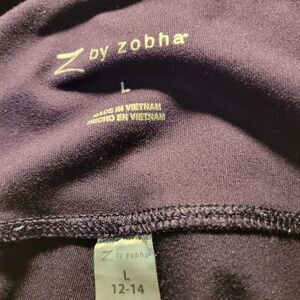 Z by zobha®
L
MADE IN VIETNAM
HECHO EN VIETNAM
Z by zobha®
L
12-14